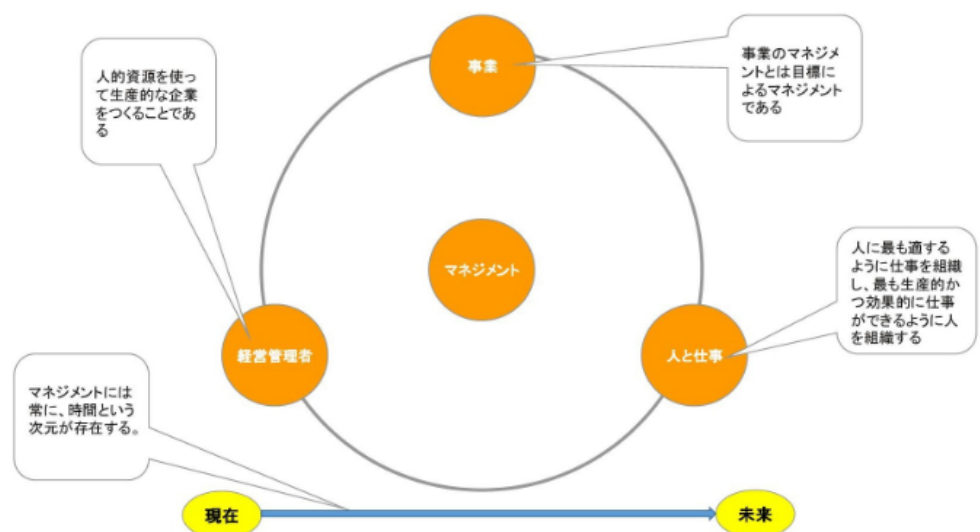 事業
事業のマネジメ
ントとは目標に
よるマネジメント
である
人的資源を使っ
て生産的な企業
をつくることであ
る
マネジメント
人に最も適する
ように仕事を組織
し、最も生産的か
つ効果的に仕事
ができるように人
を組織する
経営管理者
人と仕事
マネジメントには
常に、時間という
次元が存在する。
現在
未来